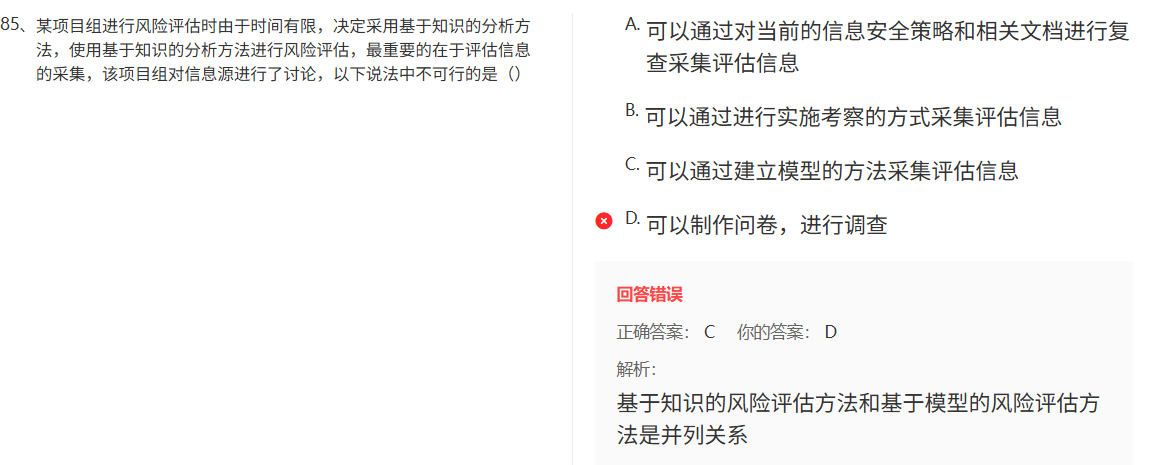 85、某项目组进行风险评估时由于时间有限，决定采用基于知识的分析方
法，使用基于知识的分析方法进行风险评估，最重要的在于评估信息
的采集，该项目组对信息源进行了讨论，以下说法中不可行的是（）
A. 可以通过对当前的信息安全策略和相关文档进行复
查采集评估信息
B. 可以通过进行实施考察的方式采集评估信息
C. 可以通过建立模型的方法采集评估信息
D. 可以制作问卷，进行调查
回答错误
正确答案： C 你的答案： D
解析：
基于知识的风险评估方法和基于模型的风险评估方
法是并列关系